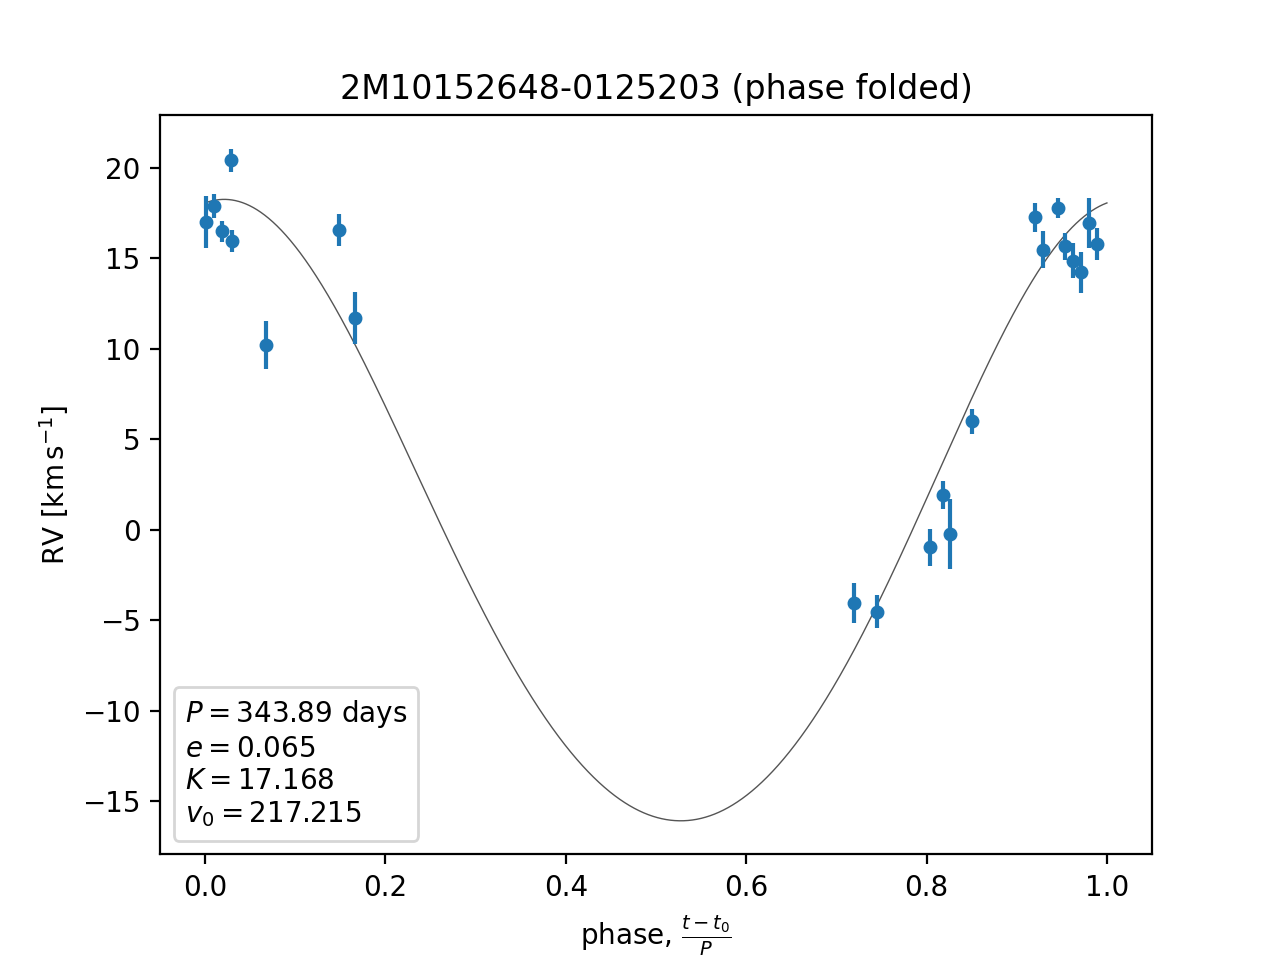 2M10152648-0125203 (phase folded)
RV [km s⁻¹]
20
15
10
5
0
−5
−10
−15
P = 343.89 days
e = 0.065
K = 17.168
v₀ = 217.215
0.0 0.2 0.4 0.6 0.8 1.0
phase, (t − t₀)/P